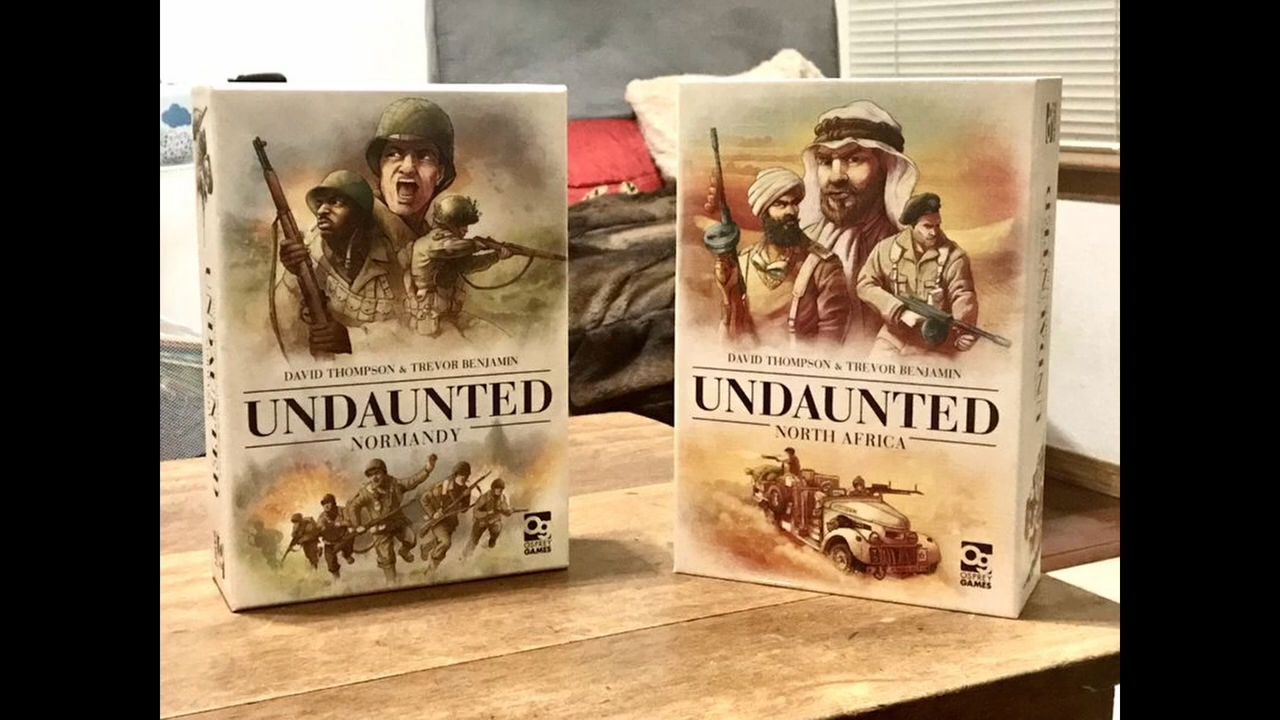 DAVID THOMPSON & TREVOR BENJAMIN
UNDAUNTED
NORMANDY
OG
OSPREY
GAMES
DAVID THOMPSON & TREVOR BENJAMIN
UNDAUNTED
NORTH AFRICA
OG
OSPREY
GAMES